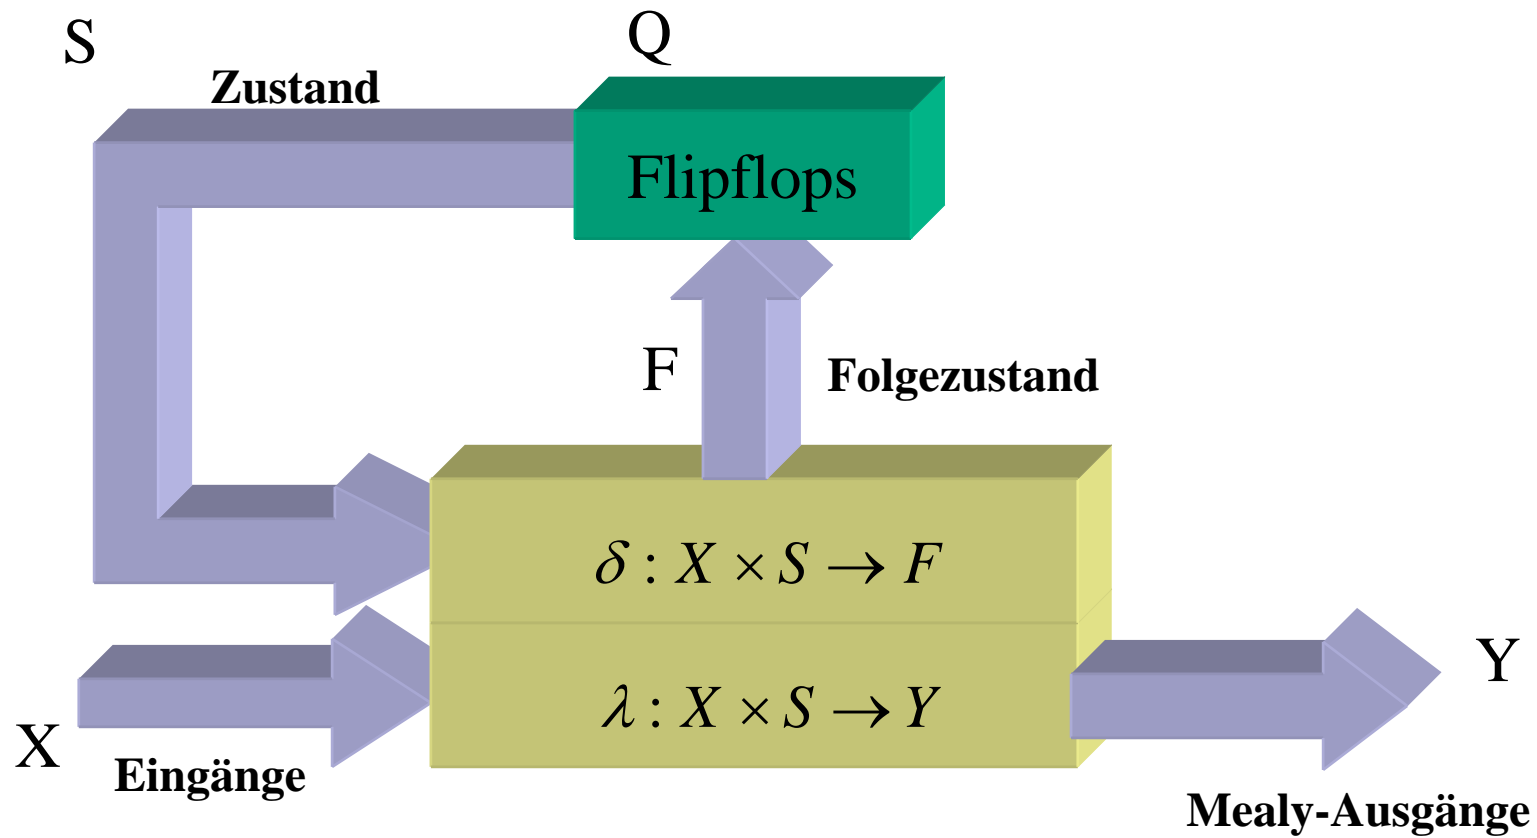 S
Q
Zustand
Flipflops
F
Folgezustand
δ : X × S → F
λ : X × S → Y
Y
X
Eingänge
Mealy-Ausgänge